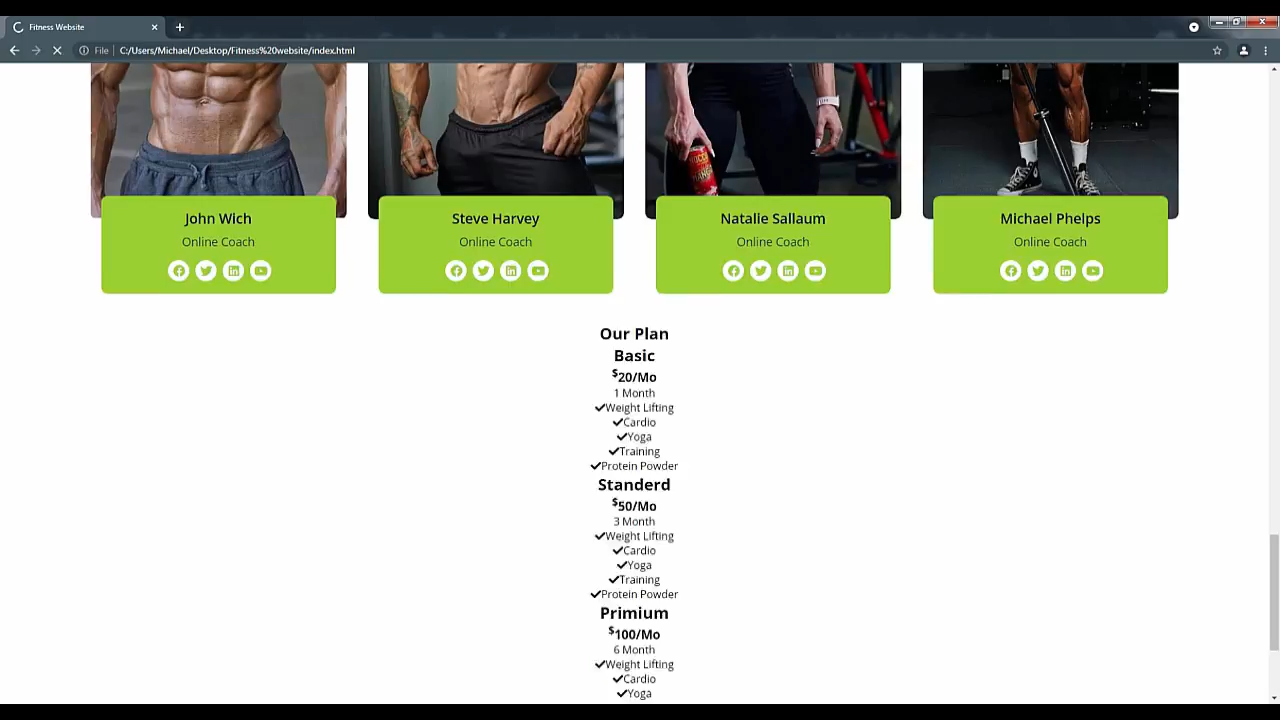 Fitness Website
File C:/Users/Michael/Desktop/Fitness%20website/index.html
John Wich
Online Coach
Steve Harvey
Online Coach
Natalie Sallaum
Online Coach
Michael Phelps
Online Coach
Our Plan
Basic
$20/Mo
1 Month
Weight Lifting
Cardio
Yoga
Training
Protein Powder
Standerd
$50/Mo
3 Month
Weight Lifting
Cardio
Yoga
Training
Protein Powder
Primium
$100/Mo
6 Month
Weight Lifting
Cardio
Yoga